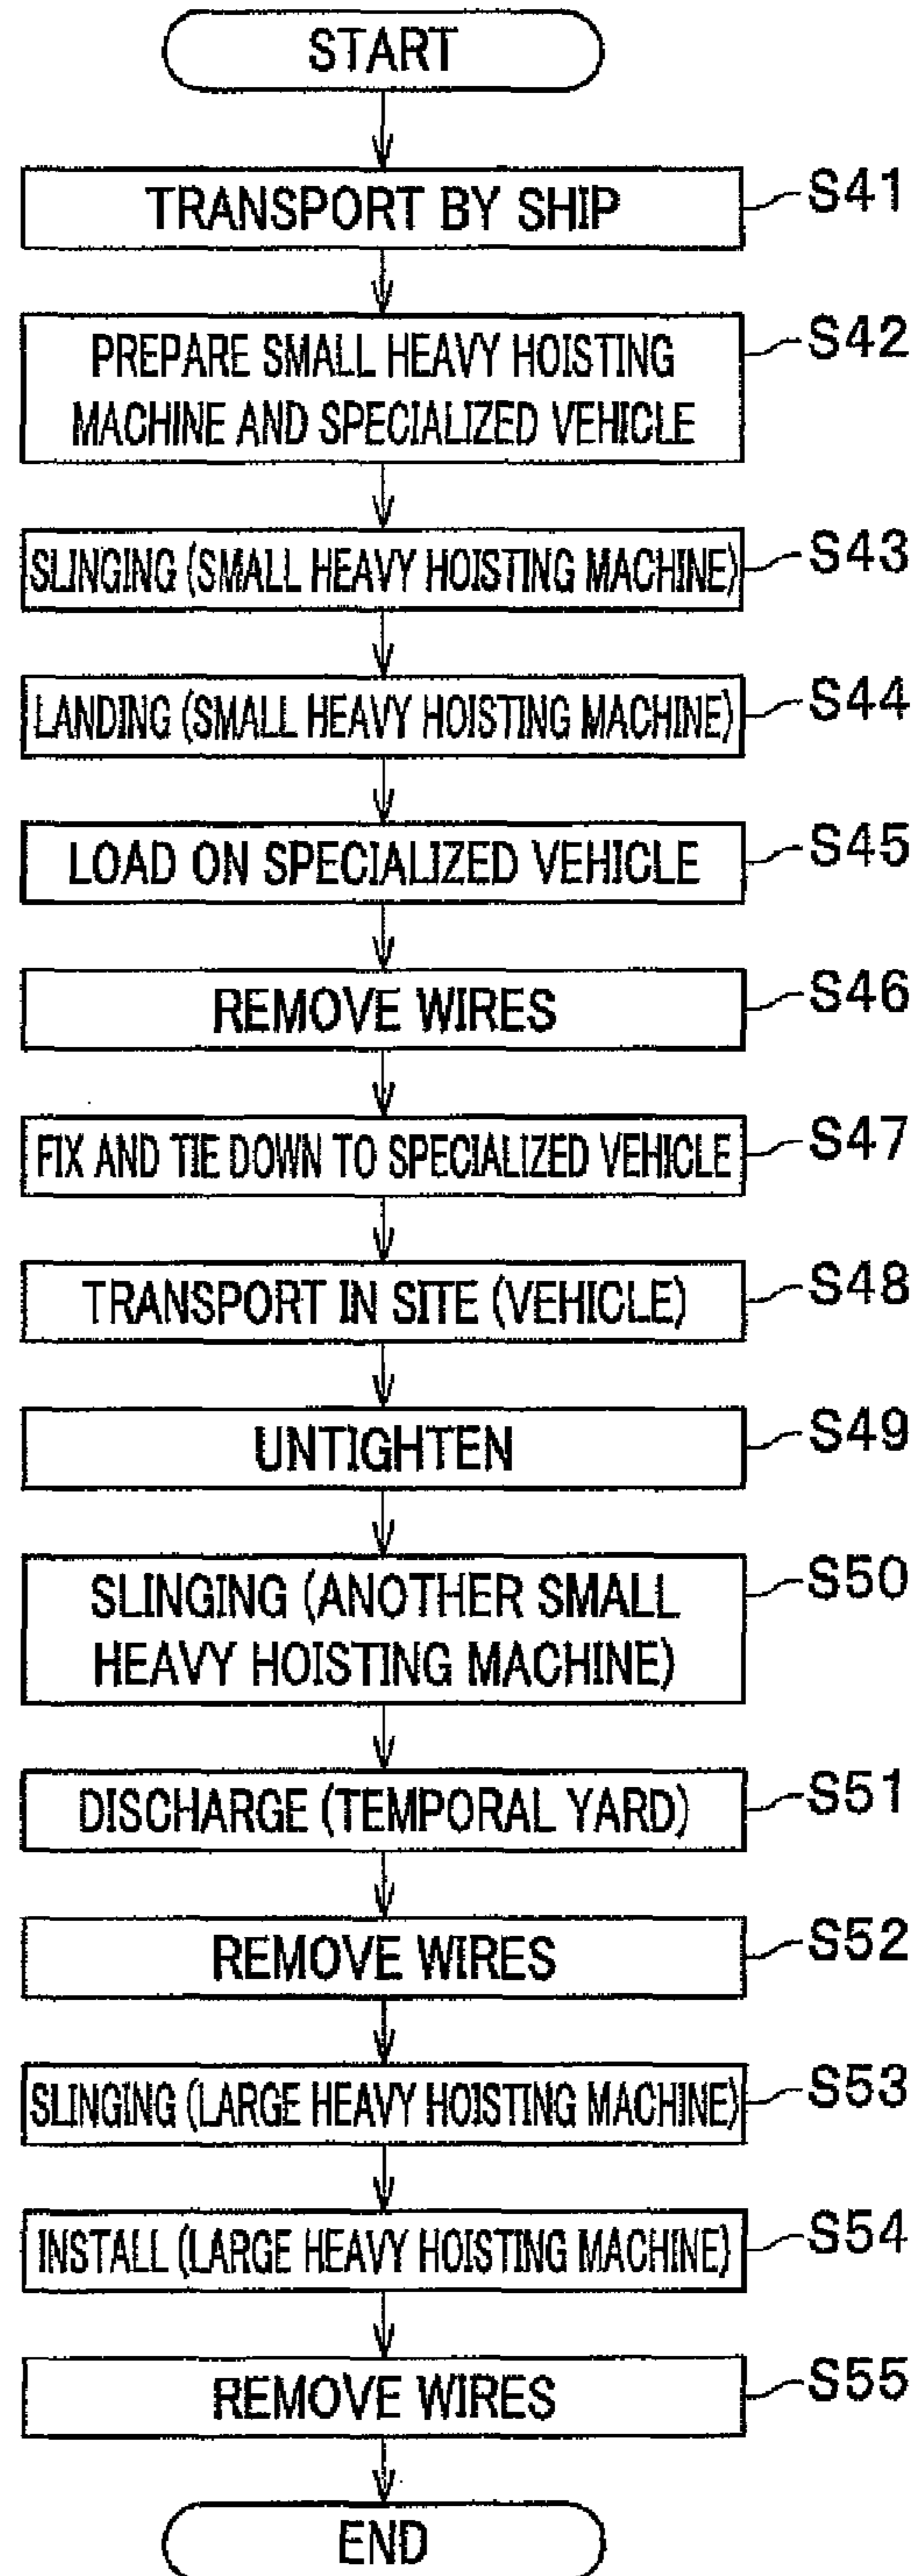 START
TRANSPORT BY SHIP
S41
PREPARE SMALL HEAVY HOISTING
MACHINE AND SPECIALIZED VEHICLE
S42
SLINGING (SMALL HEAVY HOISTING MACHINE)
S43
LANDING (SMALL HEAVY HOISTING MACHINE)
S44
LOAD ON SPECIALIZED VEHICLE
S45
REMOVE WIRES
S46
FIX AND TIE DOWN TO SPECIALIZED VEHICLE
S47
TRANSPORT IN SITE (VEHICLE)
S48
UNTIGHTEN
S49
SLINGING (ANOTHER SMALL
HEAVY HOISTING MACHINE)
S50
DISCHARGE (TEMPORAL YARD)
S51
REMOVE WIRES
S52
SLINGING (LARGE HEAVY HOISTING MACHINE)
S53
INSTALL (LARGE HEAVY HOISTING MACHINE)
S54
REMOVE WIRES
S55
END